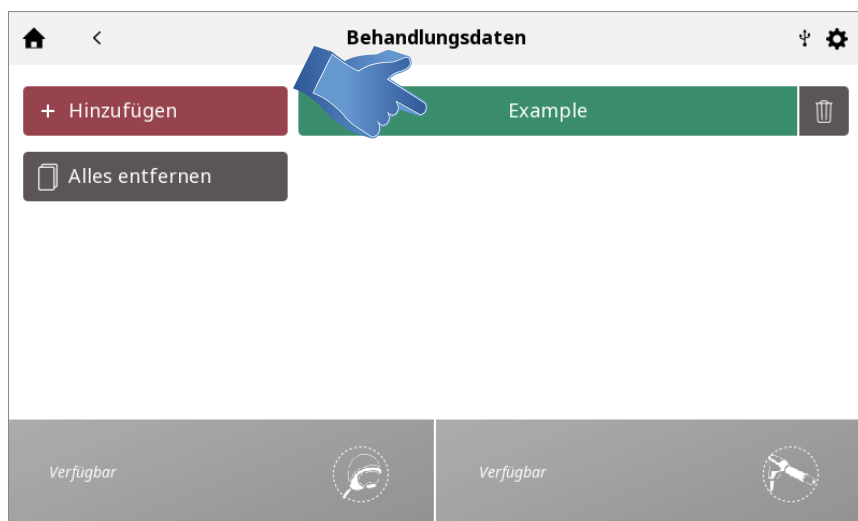 Behandlungsdaten
+ Hinzufügen
Example
Alles entfernen
Verfügbar
Verfügbar